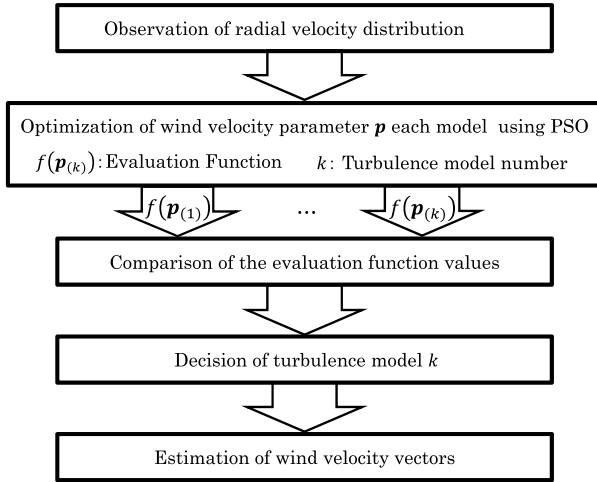 Observation of radial velocity distribution
Optimization of wind velocity parameter p each model using PSO
f(p(k)): Evaluation Function k: Turbulence model number
f(p(1)) ... f(p(k))
Comparison of the evaluation function values
Decision of turbulence model k
Estimation of wind velocity vectors